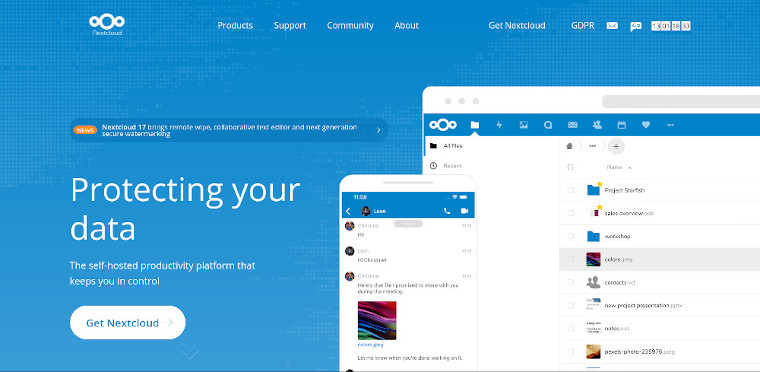 Nextcloud
Products Support Community About Get Nextcloud GDPR
NEWS Nextcloud 17 brings remote wipe, collaborative text editor and next generation
secure watermarking
Protecting your
data
The self-hosted productivity platform that
keeps you in control
Get Nextcloud
11:58
Leon
Christine
Hi!
Leon
Hi Christine!
Christine
Here's that file I promised to share with you
during the meeting.
colors.jpeg
Let me know when you're done working on it.
All files
Recent
Name
Project Starfish
sales overview.ods
workshop
colors.jpeg
contacts.vcf
new project presentation.pptx
notes.md
pexels-photo-235976.jpeg